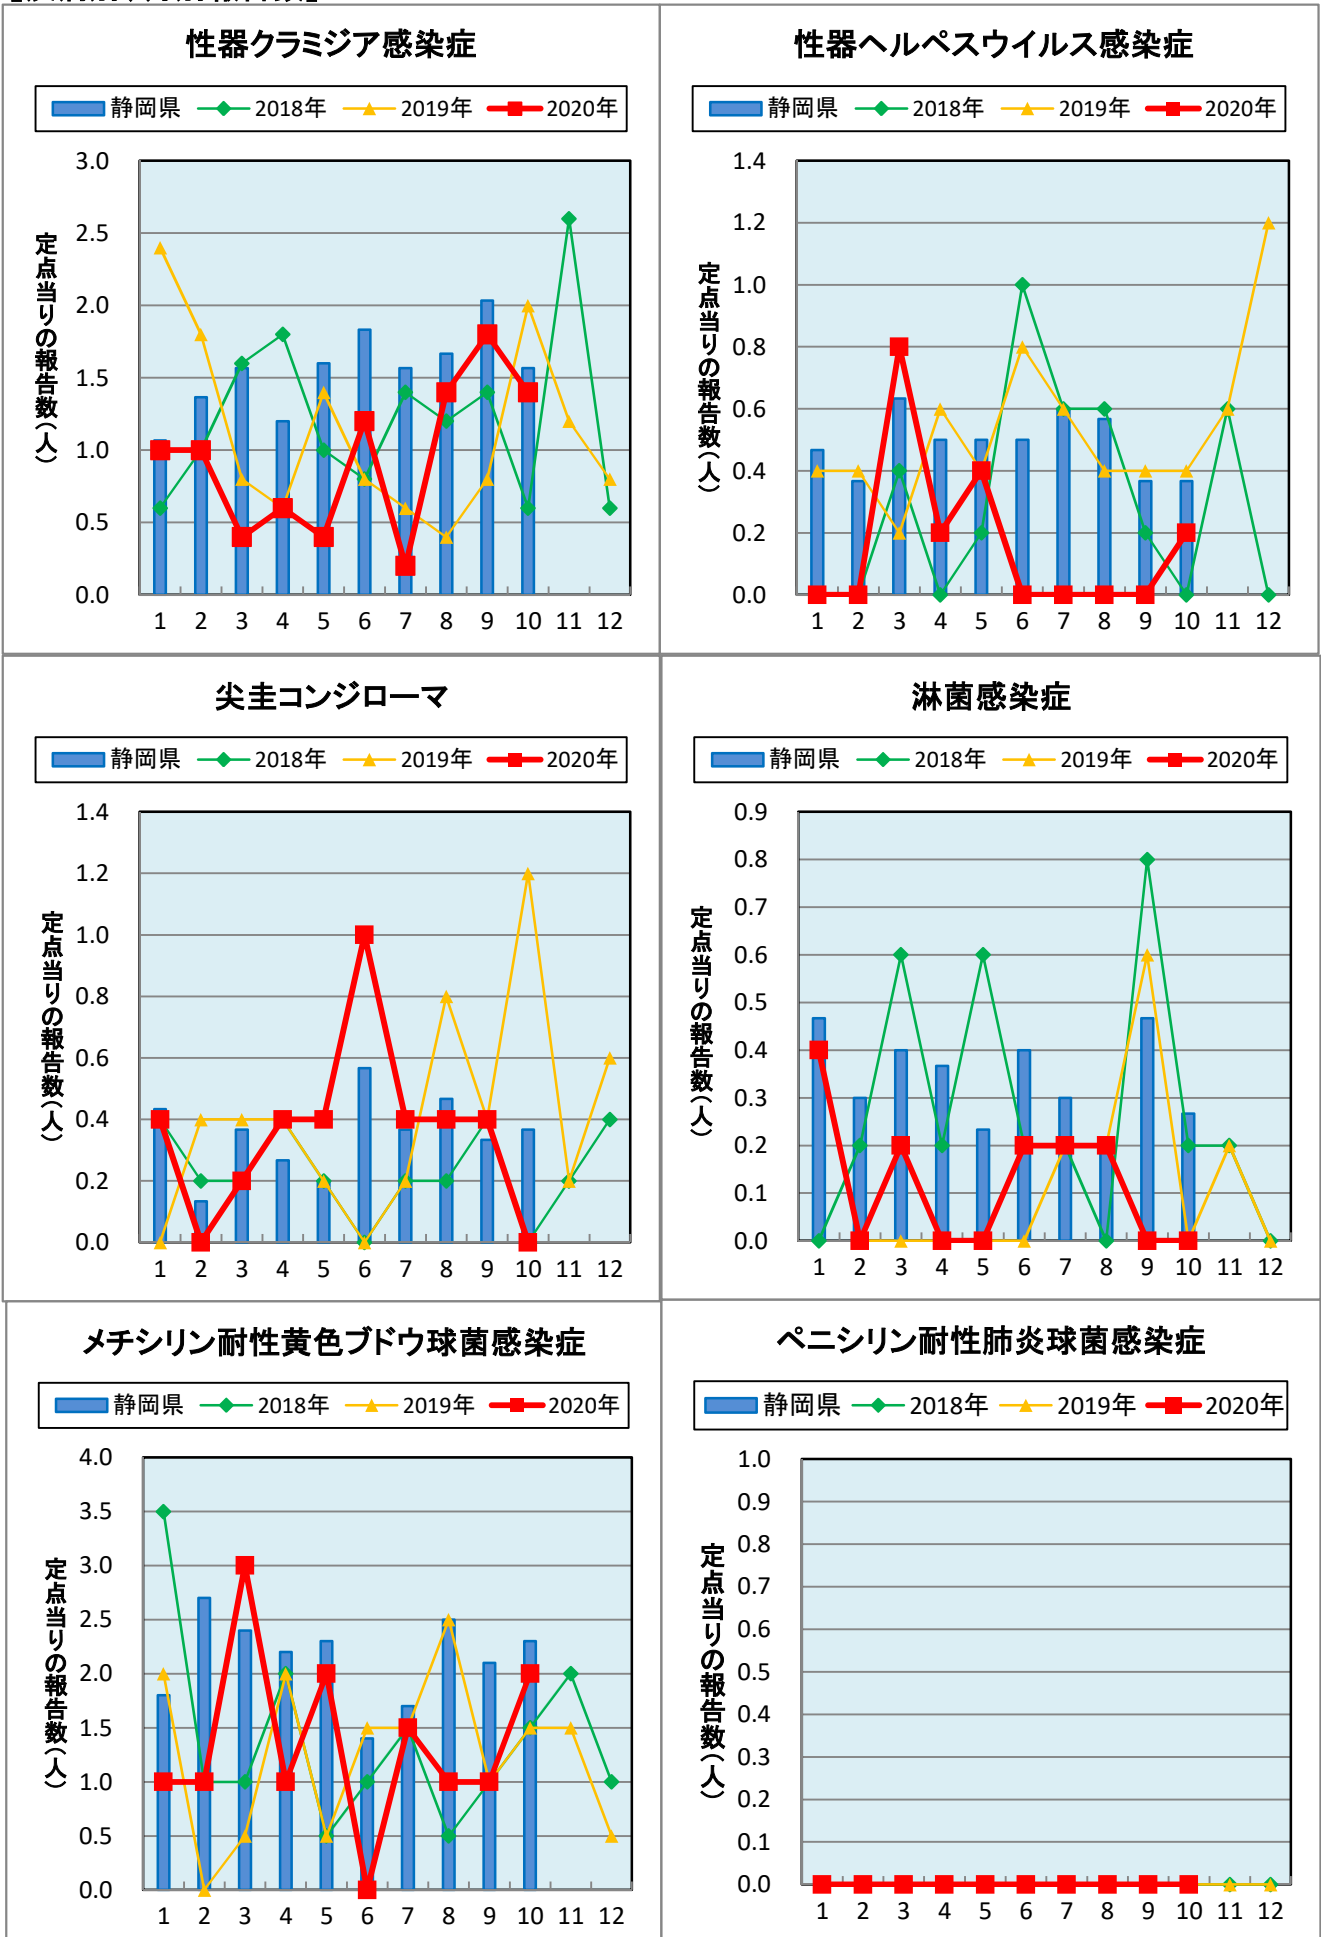 性器クラミジア感染症
静岡県 2018年 2019年 2020年
定点当りの報告数(人)
3.0
2.5
2.0
1.5
1.0
0.5
0.0
1 2 3 4 5 6 7 8 9 10 11 12
性器ヘルペスウイルス感染症
静岡県 2018年 2019年 2020年
定点当りの報告数(人)
1.4
1.2
1.0
0.8
0.6
0.4
0.2
0.0
1 2 3 4 5 6 7 8 9 10 11 12
尖圭コンジローマ
静岡県 2018年 2019年 2020年
定点当りの報告数(人)
1.4
1.2
1.0
0.8
0.6
0.4
0.2
0.0
1 2 3 4 5 6 7 8 9 10 11 12
淋菌感染症
静岡県 2018年 2019年 2020年
定点当りの報告数(人)
0.9
0.8
0.7
0.6
0.5
0.4
0.3
0.2
0.1
0.0
1 2 3 4 5 6 7 8 9 10 11 12
メチシリン耐性黄色ブドウ球菌感染症
静岡県 2018年 2019年 2020年
定点当りの報告数(人)
4.0
3.5
3.0
2.5
2.0
1.5
1.0
0.5
0.0
1 2 3 4 5 6 7 8 9 10 11 12
ペニシリン耐性肺炎球菌感染症
静岡県 2018年 2019年 2020年
定点当りの報告数(人)
1.0
0.9
0.8
0.7
0.6
0.5
0.4
0.3
0.2
0.1
0.0
1 2 3 4 5 6 7 8 9 10 11 12